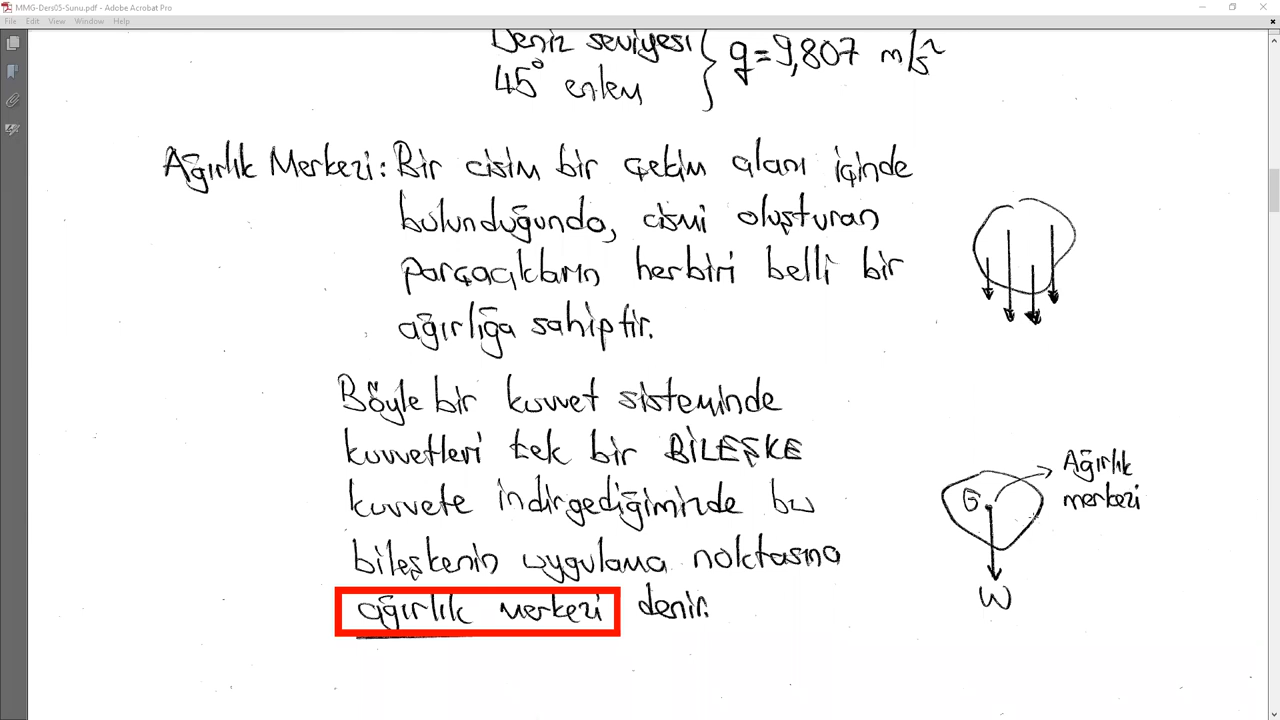 MMG-Ders05-Sunu.pdf - Adobe Acrobat Pro
File Edit View Window Help
Deniz seviyesi
45° enlem
g=9,807 m/s²
Ağırlık Merkezi: Bir cisim bir çekim alanı içinde
bulunduğunda, cismi oluşturan
parçacıkların herbiri belli bir
ağırlığa sahiptir.
Böyle bir kuvvet sisteminde
kuvvetleri tek bir BİLEŞKE
kuvvete indirgediğimizde bu
bileşkenin uygulama noktasına
ağırlık merkezi denir.
Ağırlık
merkezi
G
W